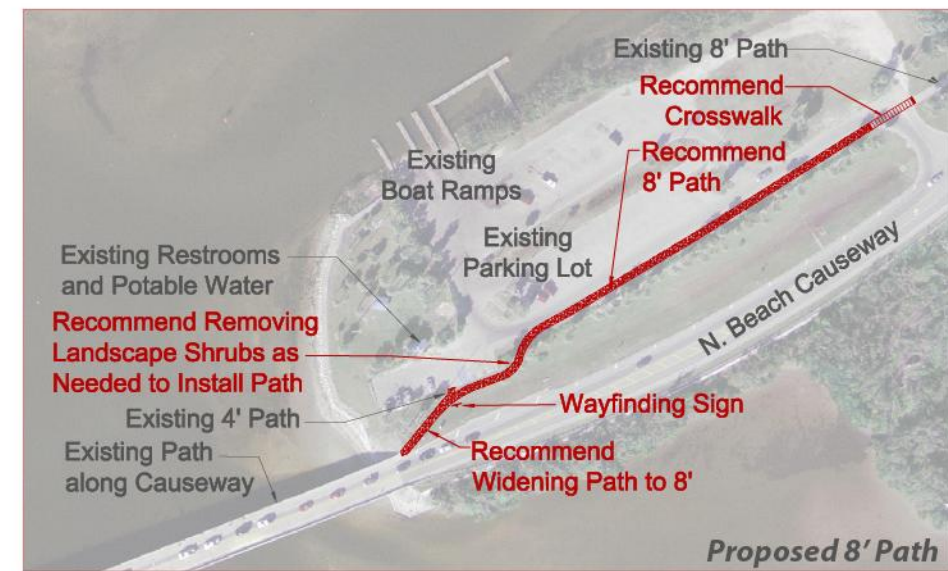 Existing 8' Path
Recommend
Crosswalk
Recommend
8' Path
Existing
Boat Ramps
Existing
Parking Lot
Existing Restrooms
and Potable Water
N. Beach Causeway
Recommend Removing
Landscape Shrubs as
Needed to Install Path
Wayfinding Sign
Existing 4' Path
Existing Path
along Causeway
Recommend
Widening Path to 8'
Proposed 8' Path